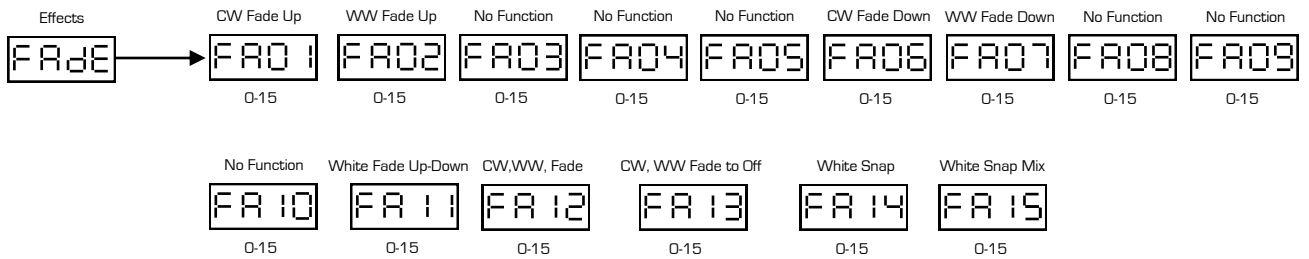 Effects CW Fade Up WW Fade Up No Function No Function No Function CW Fade Down WW Fade Down No Function No Function
FAdE FA01 FA02 FA03 FA04 FA05 FA06 FA07 FA08 FA09
0-15 0-15 0-15 0-15 0-15 0-15 0-15 0-15 0-15
No Function White Fade Up-Down CW,WW, Fade CW, WW Fade to Off White Snap White Snap Mix
FA10 FA11 FA12 FA13 FA14 FA15
0-15 0-15 0-15 0-15 0-15 0-15